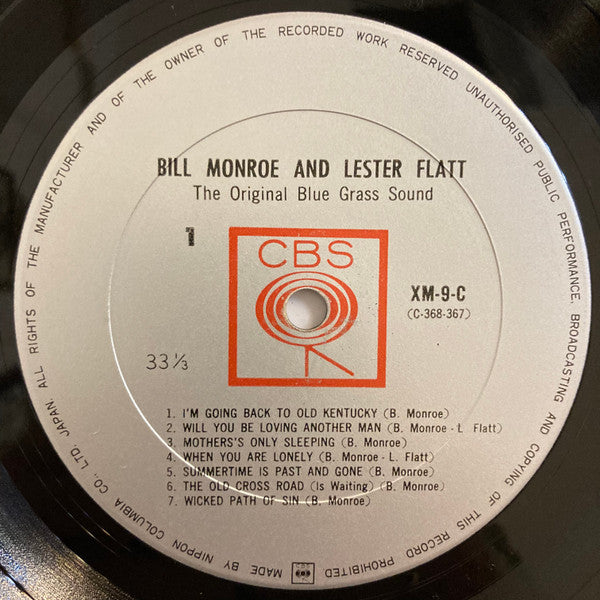 MADE BY NIPPON COLUMBIA CO. LTD. JAPAN ALL RIGHTS OF THE MANUFACTURER AND OF THE OWNER OF THE RECORDED WORK RESERVED UNAUTHORISED PUBLIC PERFORMANCE, BROADCASTING AND COPYING OF THIS RECORD PROHIBITED
BILL MONROE AND LESTER FLATT
The Original Blue Grass Sound
1
CBS
XM-9-C
(C-368-367)
33 1/3
1. I'M GOING BACK TO OLD KENTUCKY (B. Monroe)
2. WILL YOU BE LOVING ANOTHER MAN (B. Monroe - L. Flatt)
3. MOTHERS'S ONLY SLEEPING (B. Monroe)
4. WHEN YOU ARE LONELY (B. Monroe - L. Flatt)
5. SUMMERTIME IS PAST AND GONE (B. Monroe)
6. THE OLD CROSS ROAD (Is Waiting) (B. Monroe)
7. WICKED PATH OF SIN (B. Monroe)